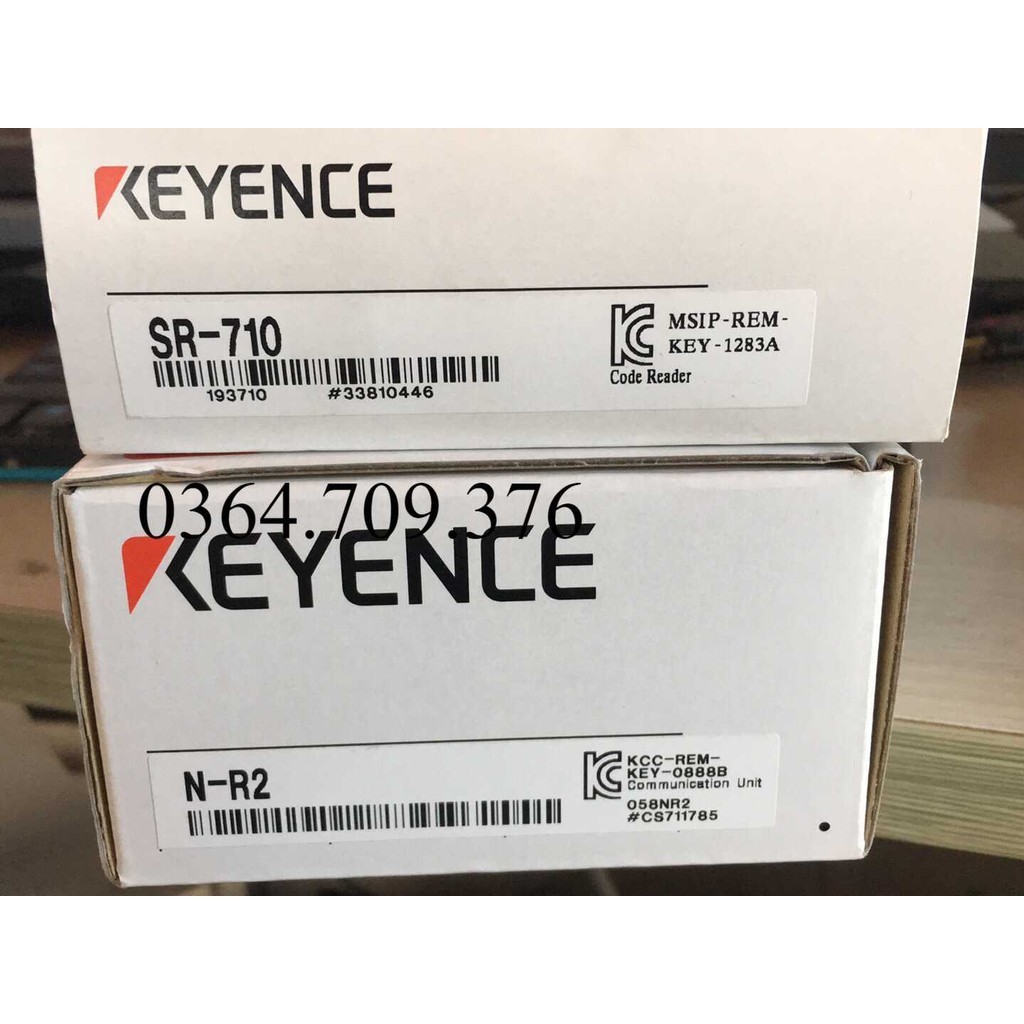 KEYENCE
SR-710
193710 #33810446
MSIP-REM-
KEY-1283A
Code Reader
0364.709.376
KEYENCE
N-R2
KCC-REM-
KEY-0888B
Communication Unit
058NR2
#CS711785